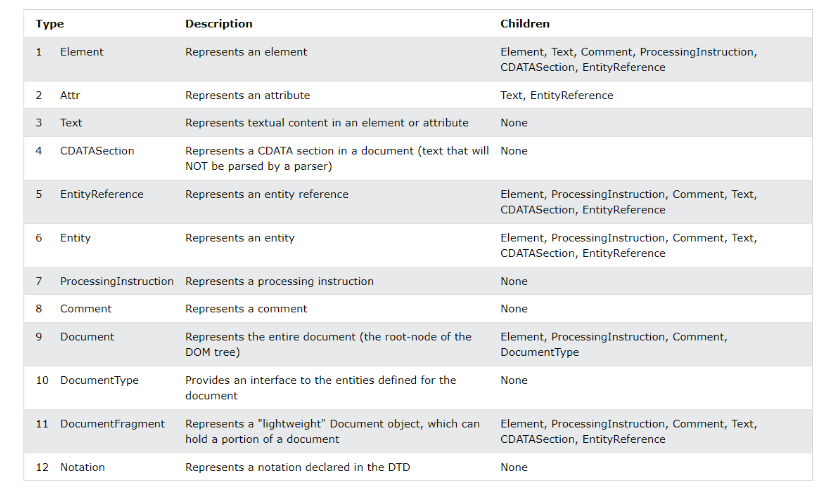 Type Description Children
1 Element Represents an element Element, Text, Comment, ProcessingInstruction,
CDATASection, EntityReference
2 Attr Represents an attribute Text, EntityReference
3 Text Represents textual content in an element or attribute None
4 CDATASection Represents a CDATA section in a document (text that will None
NOT be parsed by a parser)
5 EntityReference Represents an entity reference Element, ProcessingInstruction, Comment, Text,
CDATASection, EntityReference
6 Entity Represents an entity Element, ProcessingInstruction, Comment, Text,
CDATASection, EntityReference
7 ProcessingInstruction Represents a processing instruction None
8 Comment Represents a comment None
9 Document Represents the entire document (the root-node of the Element, ProcessingInstruction, Comment,
DOM tree) DocumentType
10 DocumentType Provides an interface to the entities defined for the None
document
11 DocumentFragment Represents a "lightweight" Document object, which can Element, ProcessingInstruction, Comment, Text,
hold a portion of a document CDATASection, EntityReference
12 Notation Represents a notation declared in the DTD None